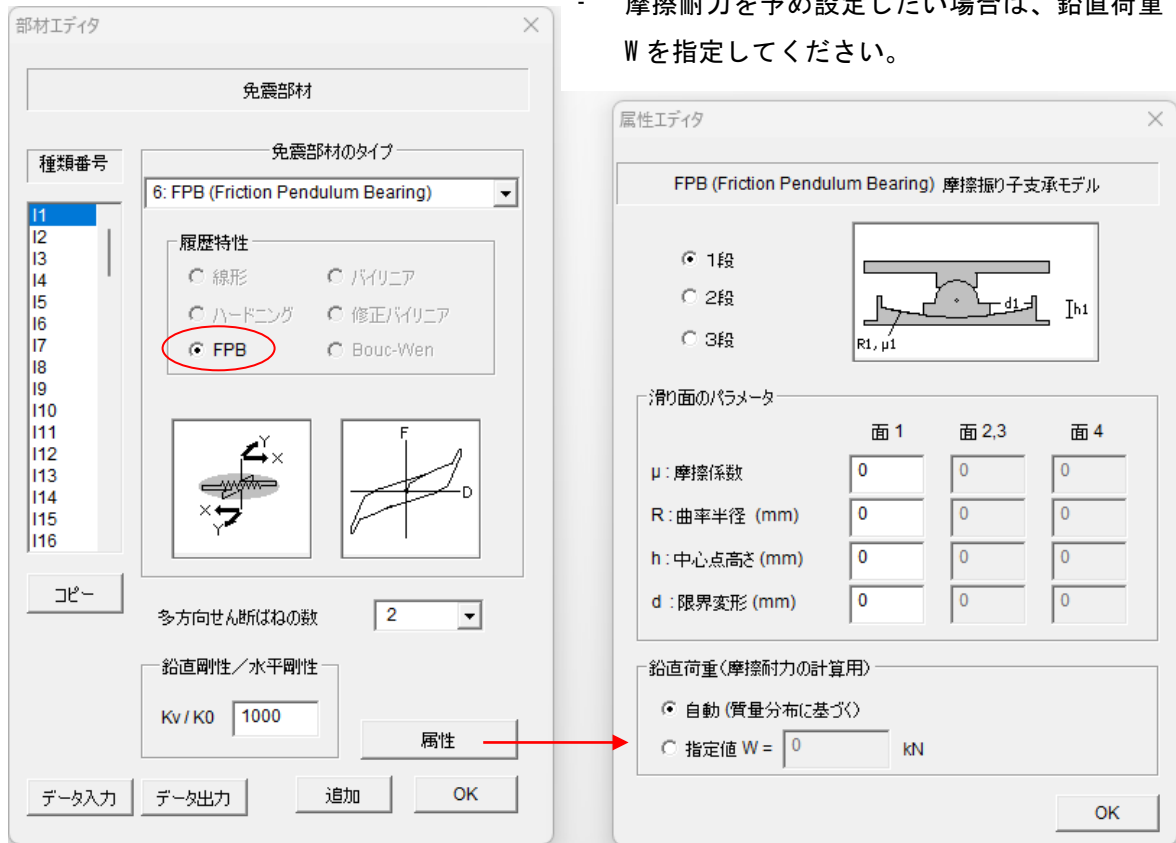 - 摩擦耐力を予め設定したい場合は、鉛直荷重
Wを指定してください。
部材エディタ
免震部材
種類番号
I1
I2
I3
I4
I5
I6
I7
I8
I9
I10
I11
I12
I13
I14
I15
I16
コピー
免震部材のタイプ
6: FPB (Friction Pendulum Bearing)
履歴特性
線形
バイリニア
ハードニング
修正バイリニア
FPB
Bouc-Wen
Y
X
X
Y
F
D
多方向せん断ばねの数
2
鉛直剛性/水平剛性
Kv / K0 1000
属性
データ入力
データ出力
追加
OK
属性エディタ
FPB (Friction Pendulum Bearing) 摩擦振り子支承モデル
1段
2段
3段
d1
h1
R1, μ1
滑り面のパラメータ
面 1 面 2,3 面 4
μ : 摩擦係数 0 0 0
R : 曲率半径 (mm) 0 0 0
h : 中心点高さ (mm) 0 0 0
d : 限界変形 (mm) 0 0 0
鉛直荷重(摩擦耐力の計算用)
自動 (質量分布に基づく)
指定値 W = 0 kN
OK